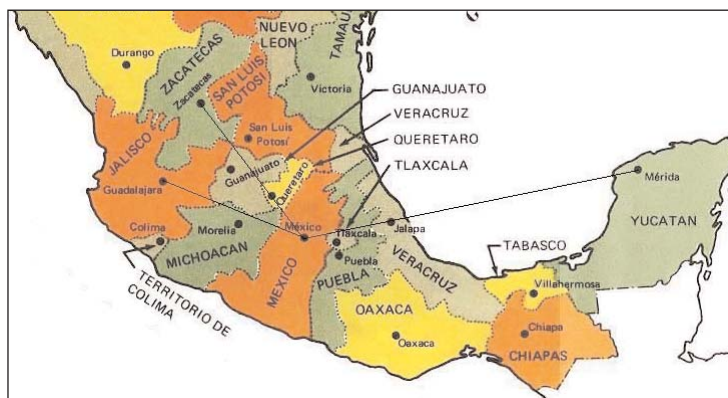 NUEVO
LEON
TAMAU
Durango
ZACATECAS
Zacatecas
SAN LUIS
POTOSI
Victoria
GUANAJUATO
VERACRUZ
QUERETARO
TLAXCALA
San Luis
Potosí
JALISCO
Guadalajara
Guanajuato
Queretaro
Mérida
YUCATAN
Colima
Morelia
MICHOACAN
México
MEXICO
Tlaxcala
Jalapa
Puebla
PUEBLA
VERACRUZ
TABASCO
Villahermosa
TERRITORIO DE
COLIMA
OAXACA
Oaxaca
Chiapa
CHIAPAS